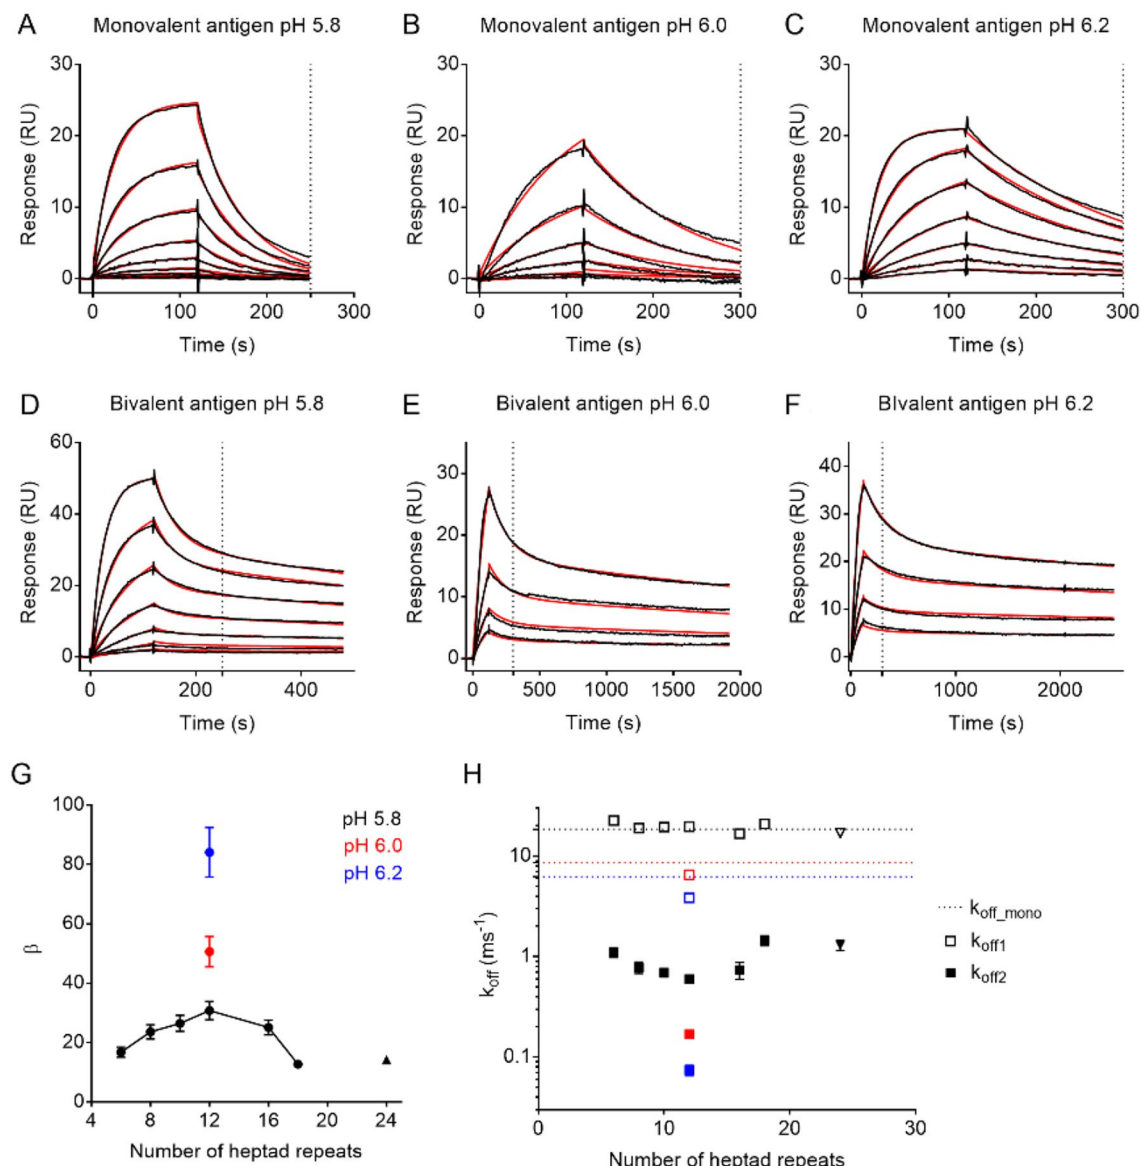 A Monovalent antigen pH 5.8
B Monovalent antigen pH 6.0
C Monovalent antigen pH 6.2
Response (RU)
30
20
10
0
0 100 200 300
Time (s)
Response (RU)
30
20
10
0
0 100 200 300
Time (s)
Response (RU)
30
20
10
0
0 100 200 300
Time (s)
D Bivalent antigen pH 5.8
E Bivalent antigen pH 6.0
F BIvalent antigen pH 6.2
Response (RU)
60
40
20
0
0 200 400
Time (s)
Response (RU)
30
20
10
0
500 1000 1500 2000
Time (s)
Response (RU)
40
30
20
10
0
0 1000 2000
Time (s)
G
β
100
80
60
40
20
0
4 8 12 16 20 24
Number of heptad repeats
pH 5.8
pH 6.0
pH 6.2
H
k_off (ms⁻¹)
10
1
0.1
0 10 20 30
Number of heptad repeats
k_off_mono
k_off1
k_off2